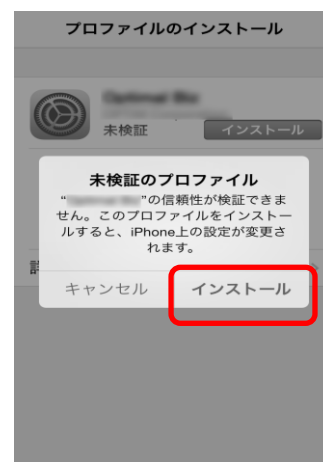 プロファイルのインストール
未検証
インストール
未検証のプロファイル
“ ”の信頼性が検証できま
せん。このプロファイルをインストー
ルすると、iPhone上の設定が変更さ
れます。
詳
キャンセル インストール